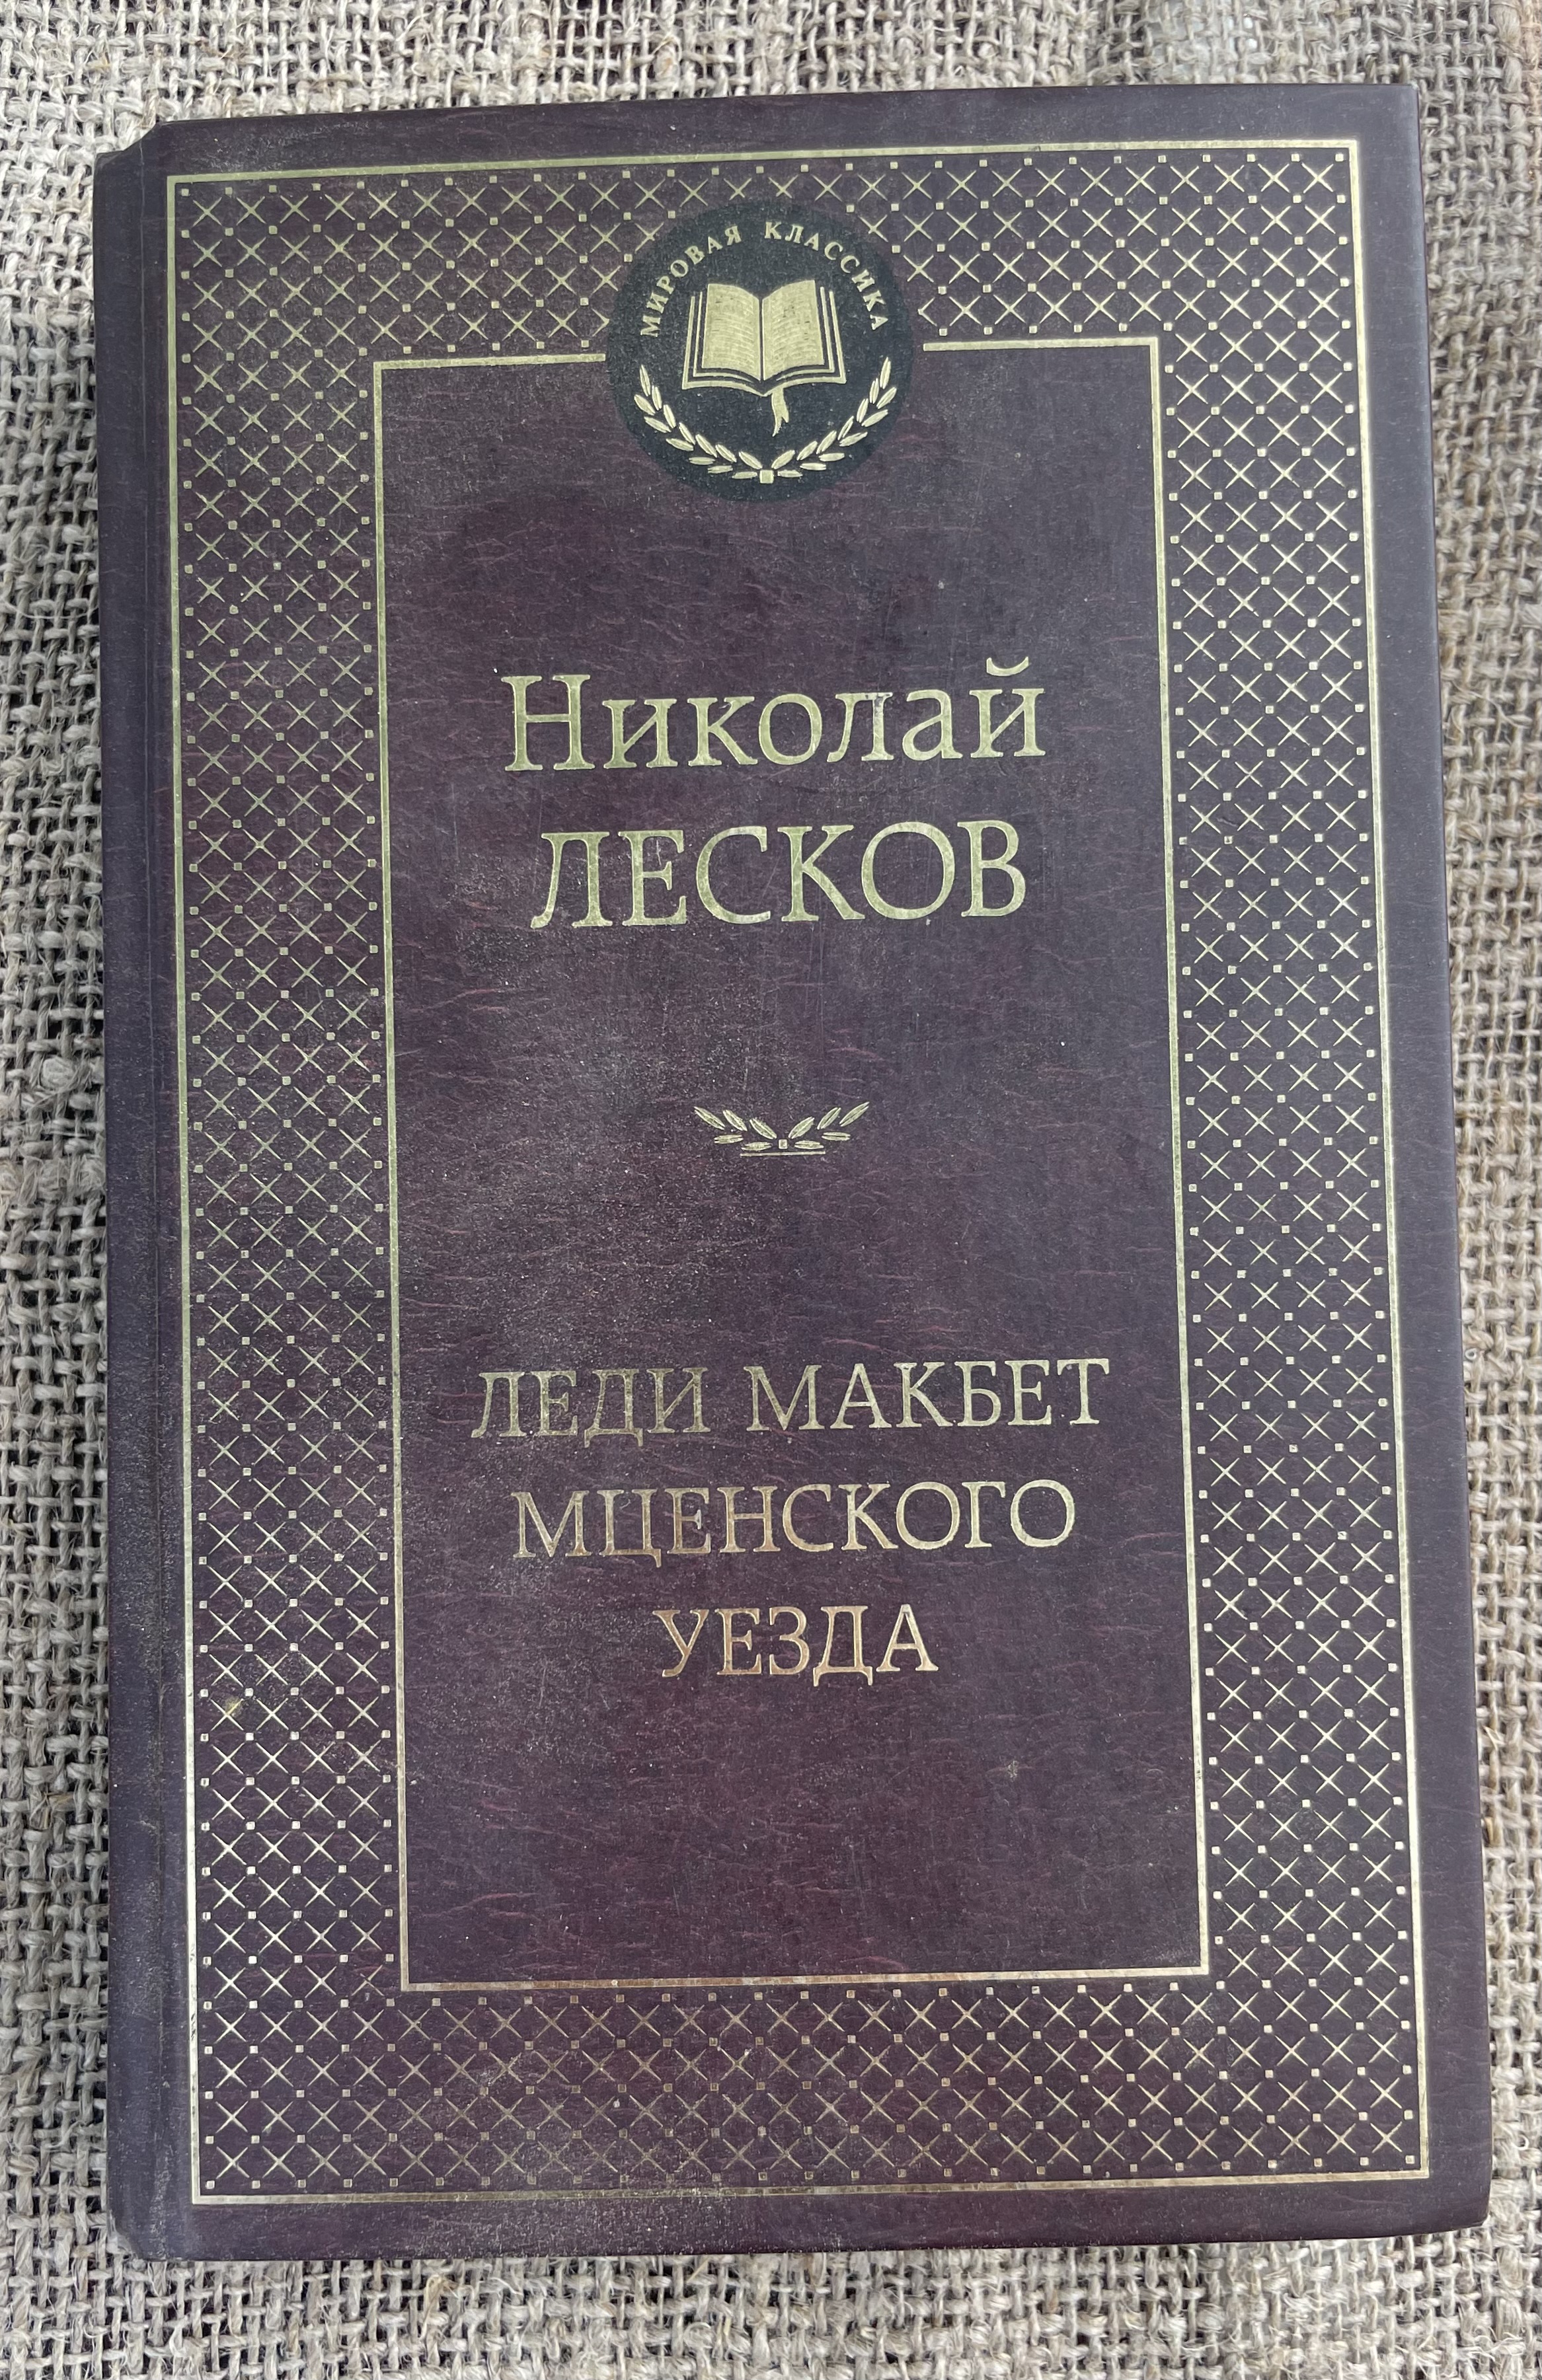 МИРОВАЯ КЛАССИКА
Николай
ЛЕСКОВ
ЛЕДИ МАКБЕТ
МЦЕНСКОГО
УЕЗДА